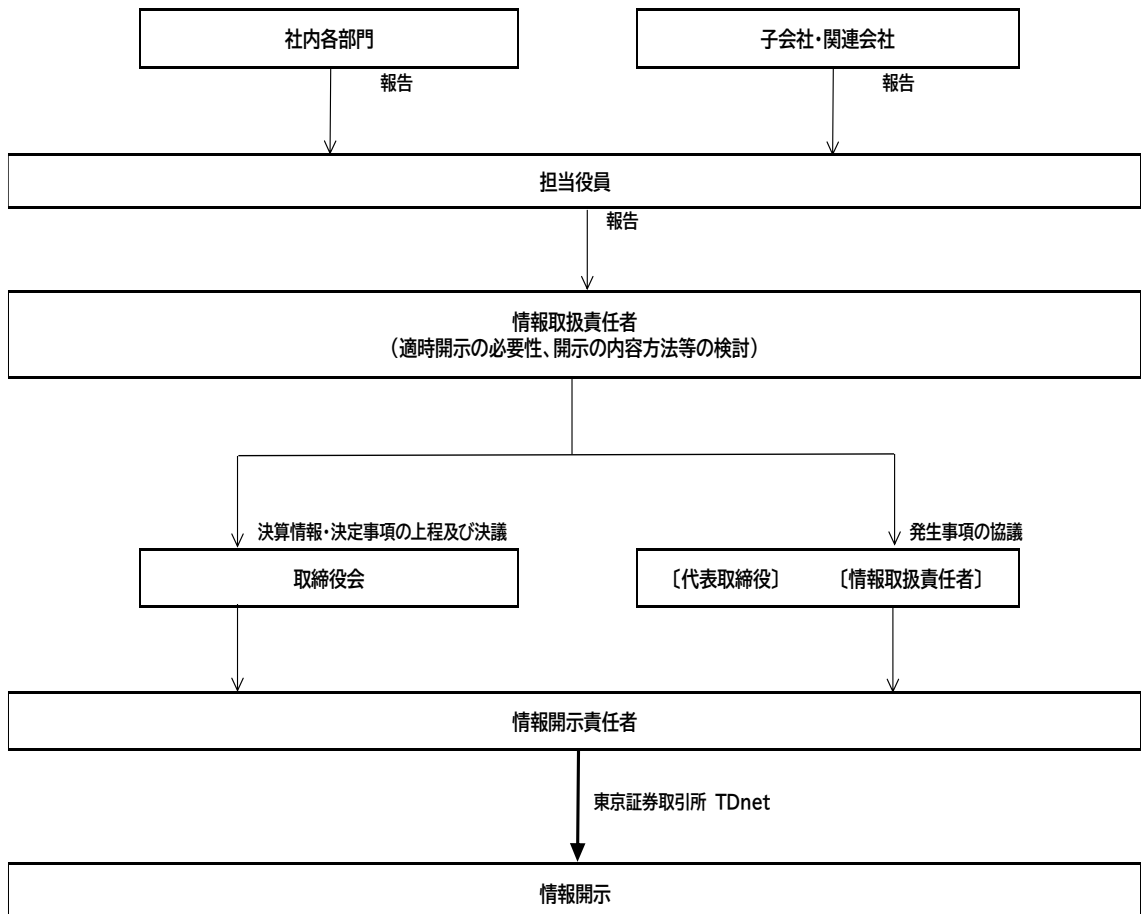 社内各部門
子会社・関連会社
報告
報告
担当役員
報告
情報取扱責任者
（適時開示の必要性、開示の内容方法等の検討）
決算情報・決定事項の上程及び決議
発生事項の協議
取締役会
〔代表取締役〕 〔情報取扱責任者〕
情報開示責任者
東京証券取引所 TDnet
情報開示